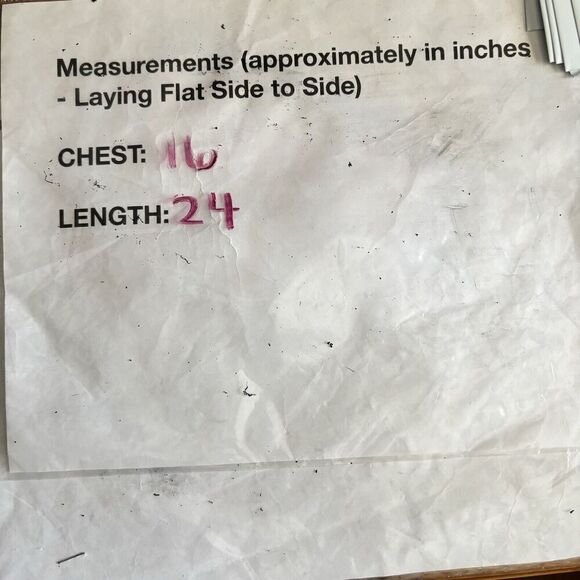 Measurements (approximately in inches
- Laying Flat Side to Side)
CHEST: 16
LENGTH: 24